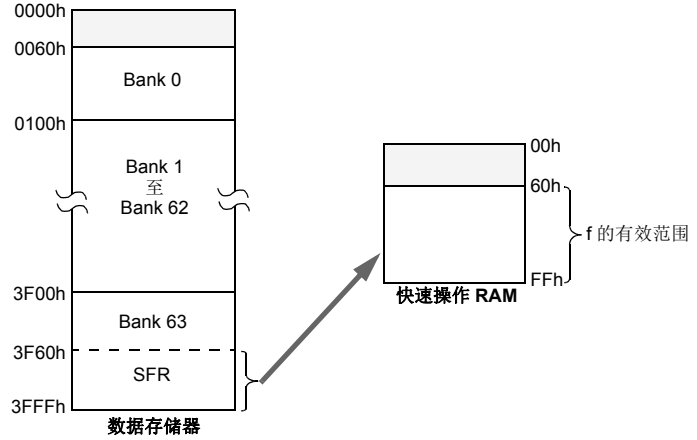 0000h
0060h
Bank 0
0100h
Bank 1
至
Bank 62
3F00h
Bank 63
3F60h
SFR
3FFFh
数据存储器
00h
60h
f 的有效范围
FFh
快速操作 RAM